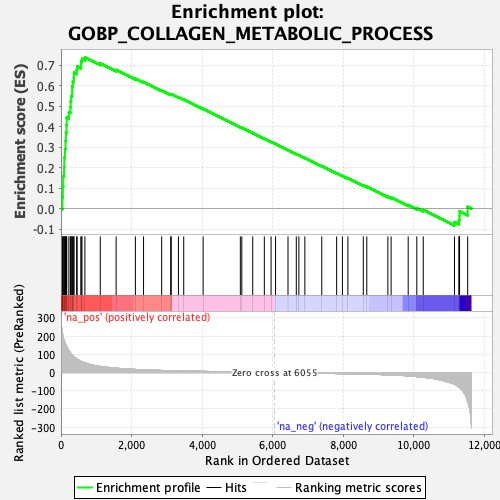 Enrichment plot:
GOBP_COLLAGEN_METABOLIC_PROCESS
Enrichment score (ES)
0.7
0.6
0.5
0.4
0.3
0.2
0.1
0.0
-0.1
'na_pos' (positively correlated)
Ranked list metric (PreRanked)
300
200
100
0
-100
-200
-300
Zero cross at 6055
'na_neg' (negatively correlated)
0
2,000
4,000
6,000
8,000
10,000
12,000
Rank in Ordered Dataset
Enrichment profile
Hits
Ranking metric scores